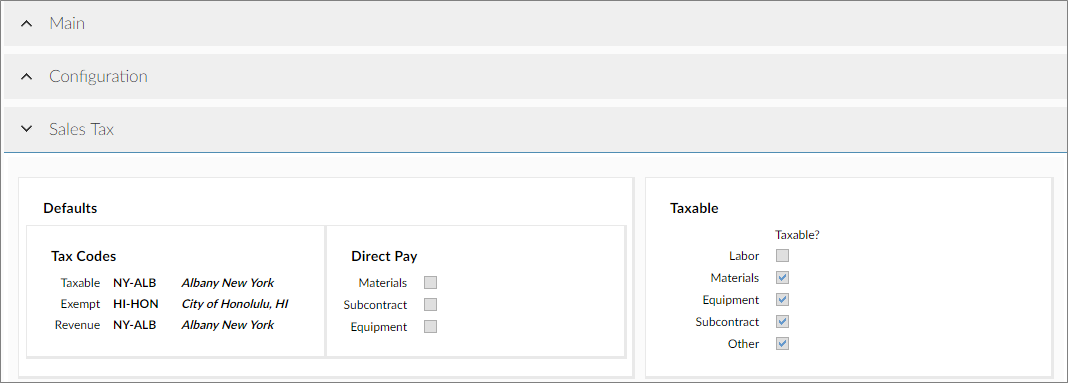 Main
Configuration
Sales Tax
Defaults
Tax Codes
Taxable NY-ALB Albany New York
Exempt HI-HON City of Honolulu, HI
Revenue NY-ALB Albany New York
Direct Pay
Materials
Subcontract
Equipment
Taxable
Taxable?
Labor
Materials
Equipment
Subcontract
Other